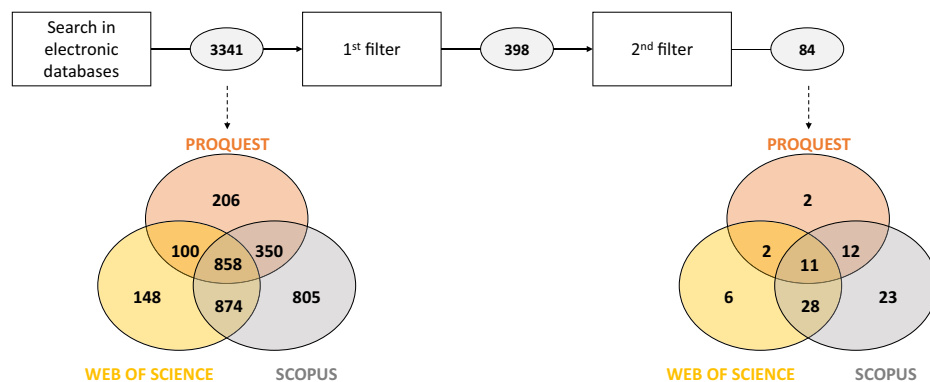 Search in
electronic
databases
3341
1st filter
398
2nd filter
84
PROQUEST
206
100
350
858
148
874
805
WEB OF SCIENCE
SCOPUS
PROQUEST
2
2
12
11
6
28
23
WEB OF SCIENCE
SCOPUS